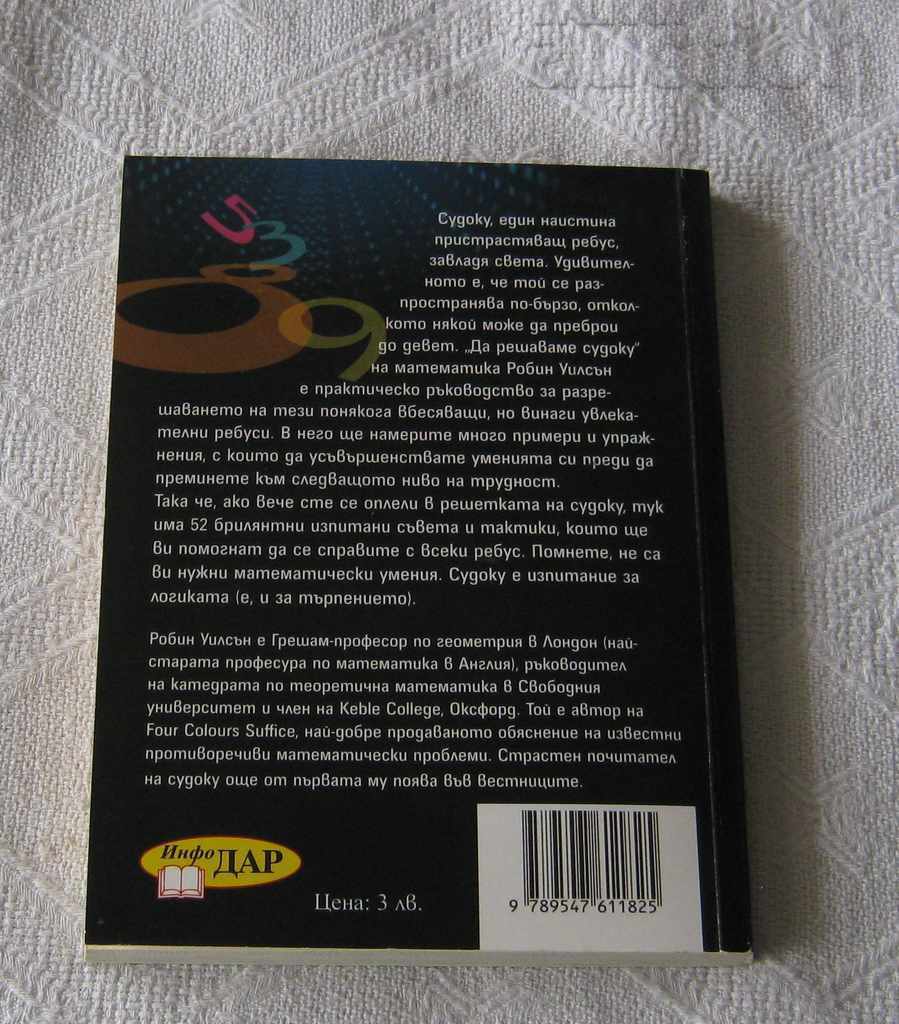 5
3
8
9
Судоку, един наистина
пристрастяващ ребус,
завладя света. Удивител-
ното е, че той се раз-
пространява по-бързо, откол-
кото някой може да преброи
до девет. „Да решаваме судоку"
на математика Робин Уилсън
е практическо ръководство за разре-
шаването на тези понякога вбесяващи, но винаги увлека-
телни ребуси. В него ще намерите много примери и упраж-
нения, с които да усъвършенствате уменията си преди да
преминете към следващото ниво на трудност.
Така че, ако вече сте се оплели в решетката на судоку, тук
има 52 брилянтни изпитани съвета и тактики, които ще
ви помогнат да се справите с всеки ребус. Помнете, не са
ви нужни математически умения. Судоку е изпитание за
логиката (е, и за търпението).
Робин Уилсън е Грешам-професор по геометрия в Лондон (най-
старата професура по математика в Англия), ръководител
на катедрата по теоретична математика в Свободния
университет и член на Keble College, Оксфорд. Той е автор на
Four Colours Suffice, най-добре продаваното обяснение на известни
противоречиви математически проблеми. Страстен почитател
на судоку още от първата му поява във вестниците.
Инфо ДАР
Цена: 3 лв.
9 789547 611825